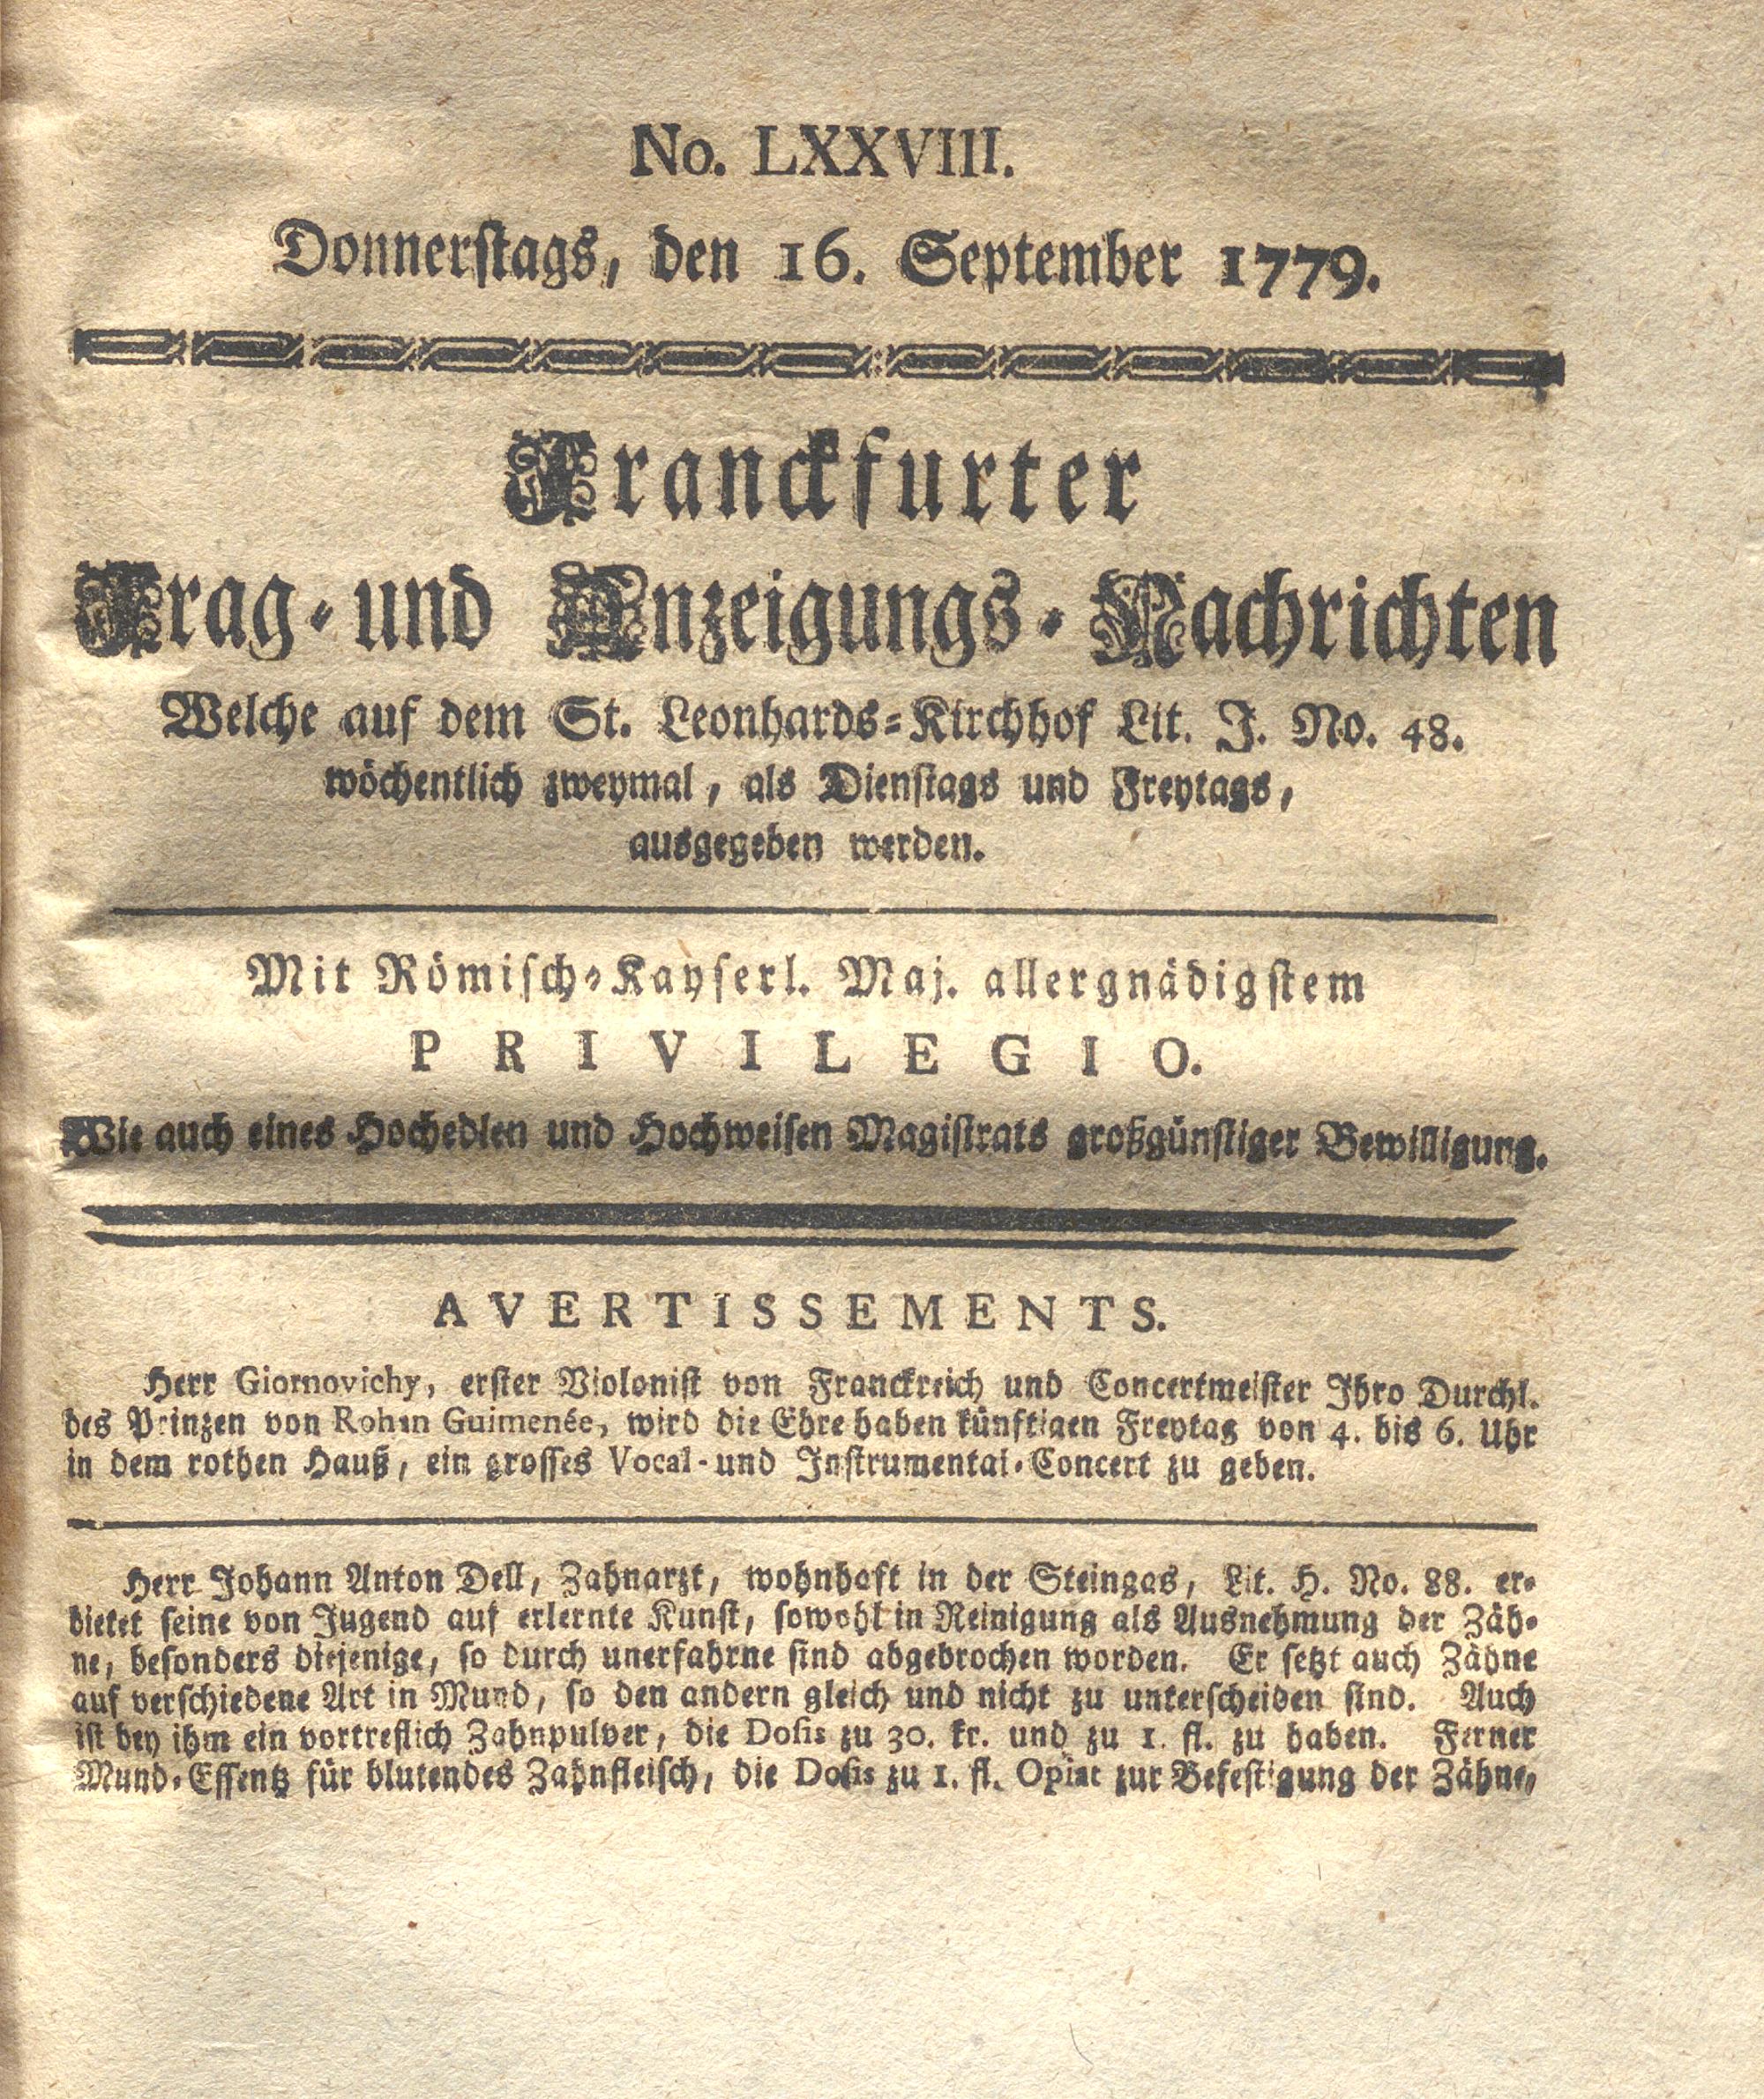 No. LXXVIII.
Donnerstags, den 16. September 1779.
Franckfurter
Frag- und Anzeigungs-Nachrichten
Welche auf dem St. Leonhards-Kirchhof Lit. J. No. 48.
wöchentlich zweymal, als Dienstags und Freytags,
ausgegeben werden.
Mit Römisch-Kayserl. Maj. allergnädigstem
PRIVILEGIO.
Wie auch eines Hochedlen und Hochweisen Magistrats großgünstiger Bewilligung.
AVERTISSEMENTS.
Herr Giornovichy, erster Violonist von Franckreich und Concertmeister Ihro Durchl.
des Prinzen von Rohan Guimenée, wird die Ehre haben künftigen Freytag von 4. bis 6. Uhr
in dem rothen Hauß, ein grosses Vocal- und Instrumental-Concert zu geben.
Herr Johann Anton Dell, Zahnarzt, wohnhaft in der Steingas, Lit. H. No. 88. er-
bietet seine von Jugend auf erlernte Kunst, sowohl in Reinigung als Ausnehmung der Zäh-
ne, besonders diejenige, so durch unerfahrne sind abgebrochen worden. Er setzt auch Zähne
auf verschiedene Art in Mund, so den andern gleich und nicht zu unterscheiden sind. Auch
ist bey ihm ein vortreflich Zahnpulver, die Dosis zu 30. kr. und zu 1. fl. zu haben. Ferner
Mund-Essentz für blutendes Zahnfleisch, die Dosis zu 1. fl. Opiat zur Befestigung der Zähne,